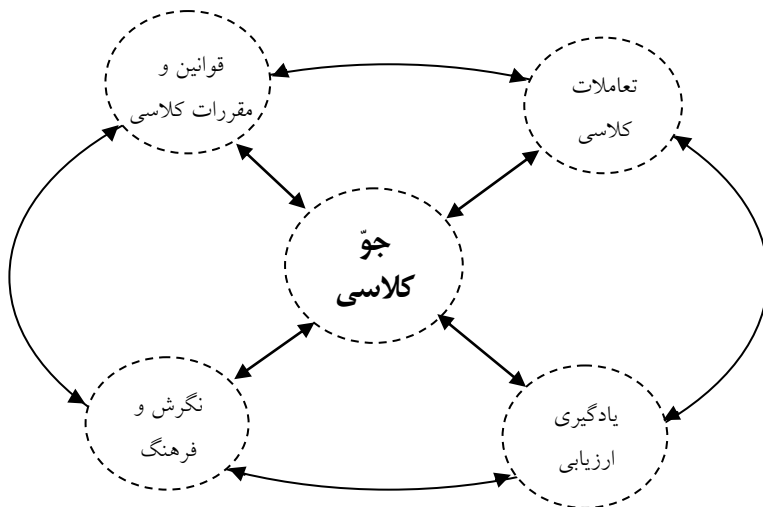 تعاملات
کلاسی
قوانین و
مقررات کلاسی
جوّ
کلاسی
نگرش و
فرهنگ
یادگیری
ارزیابی